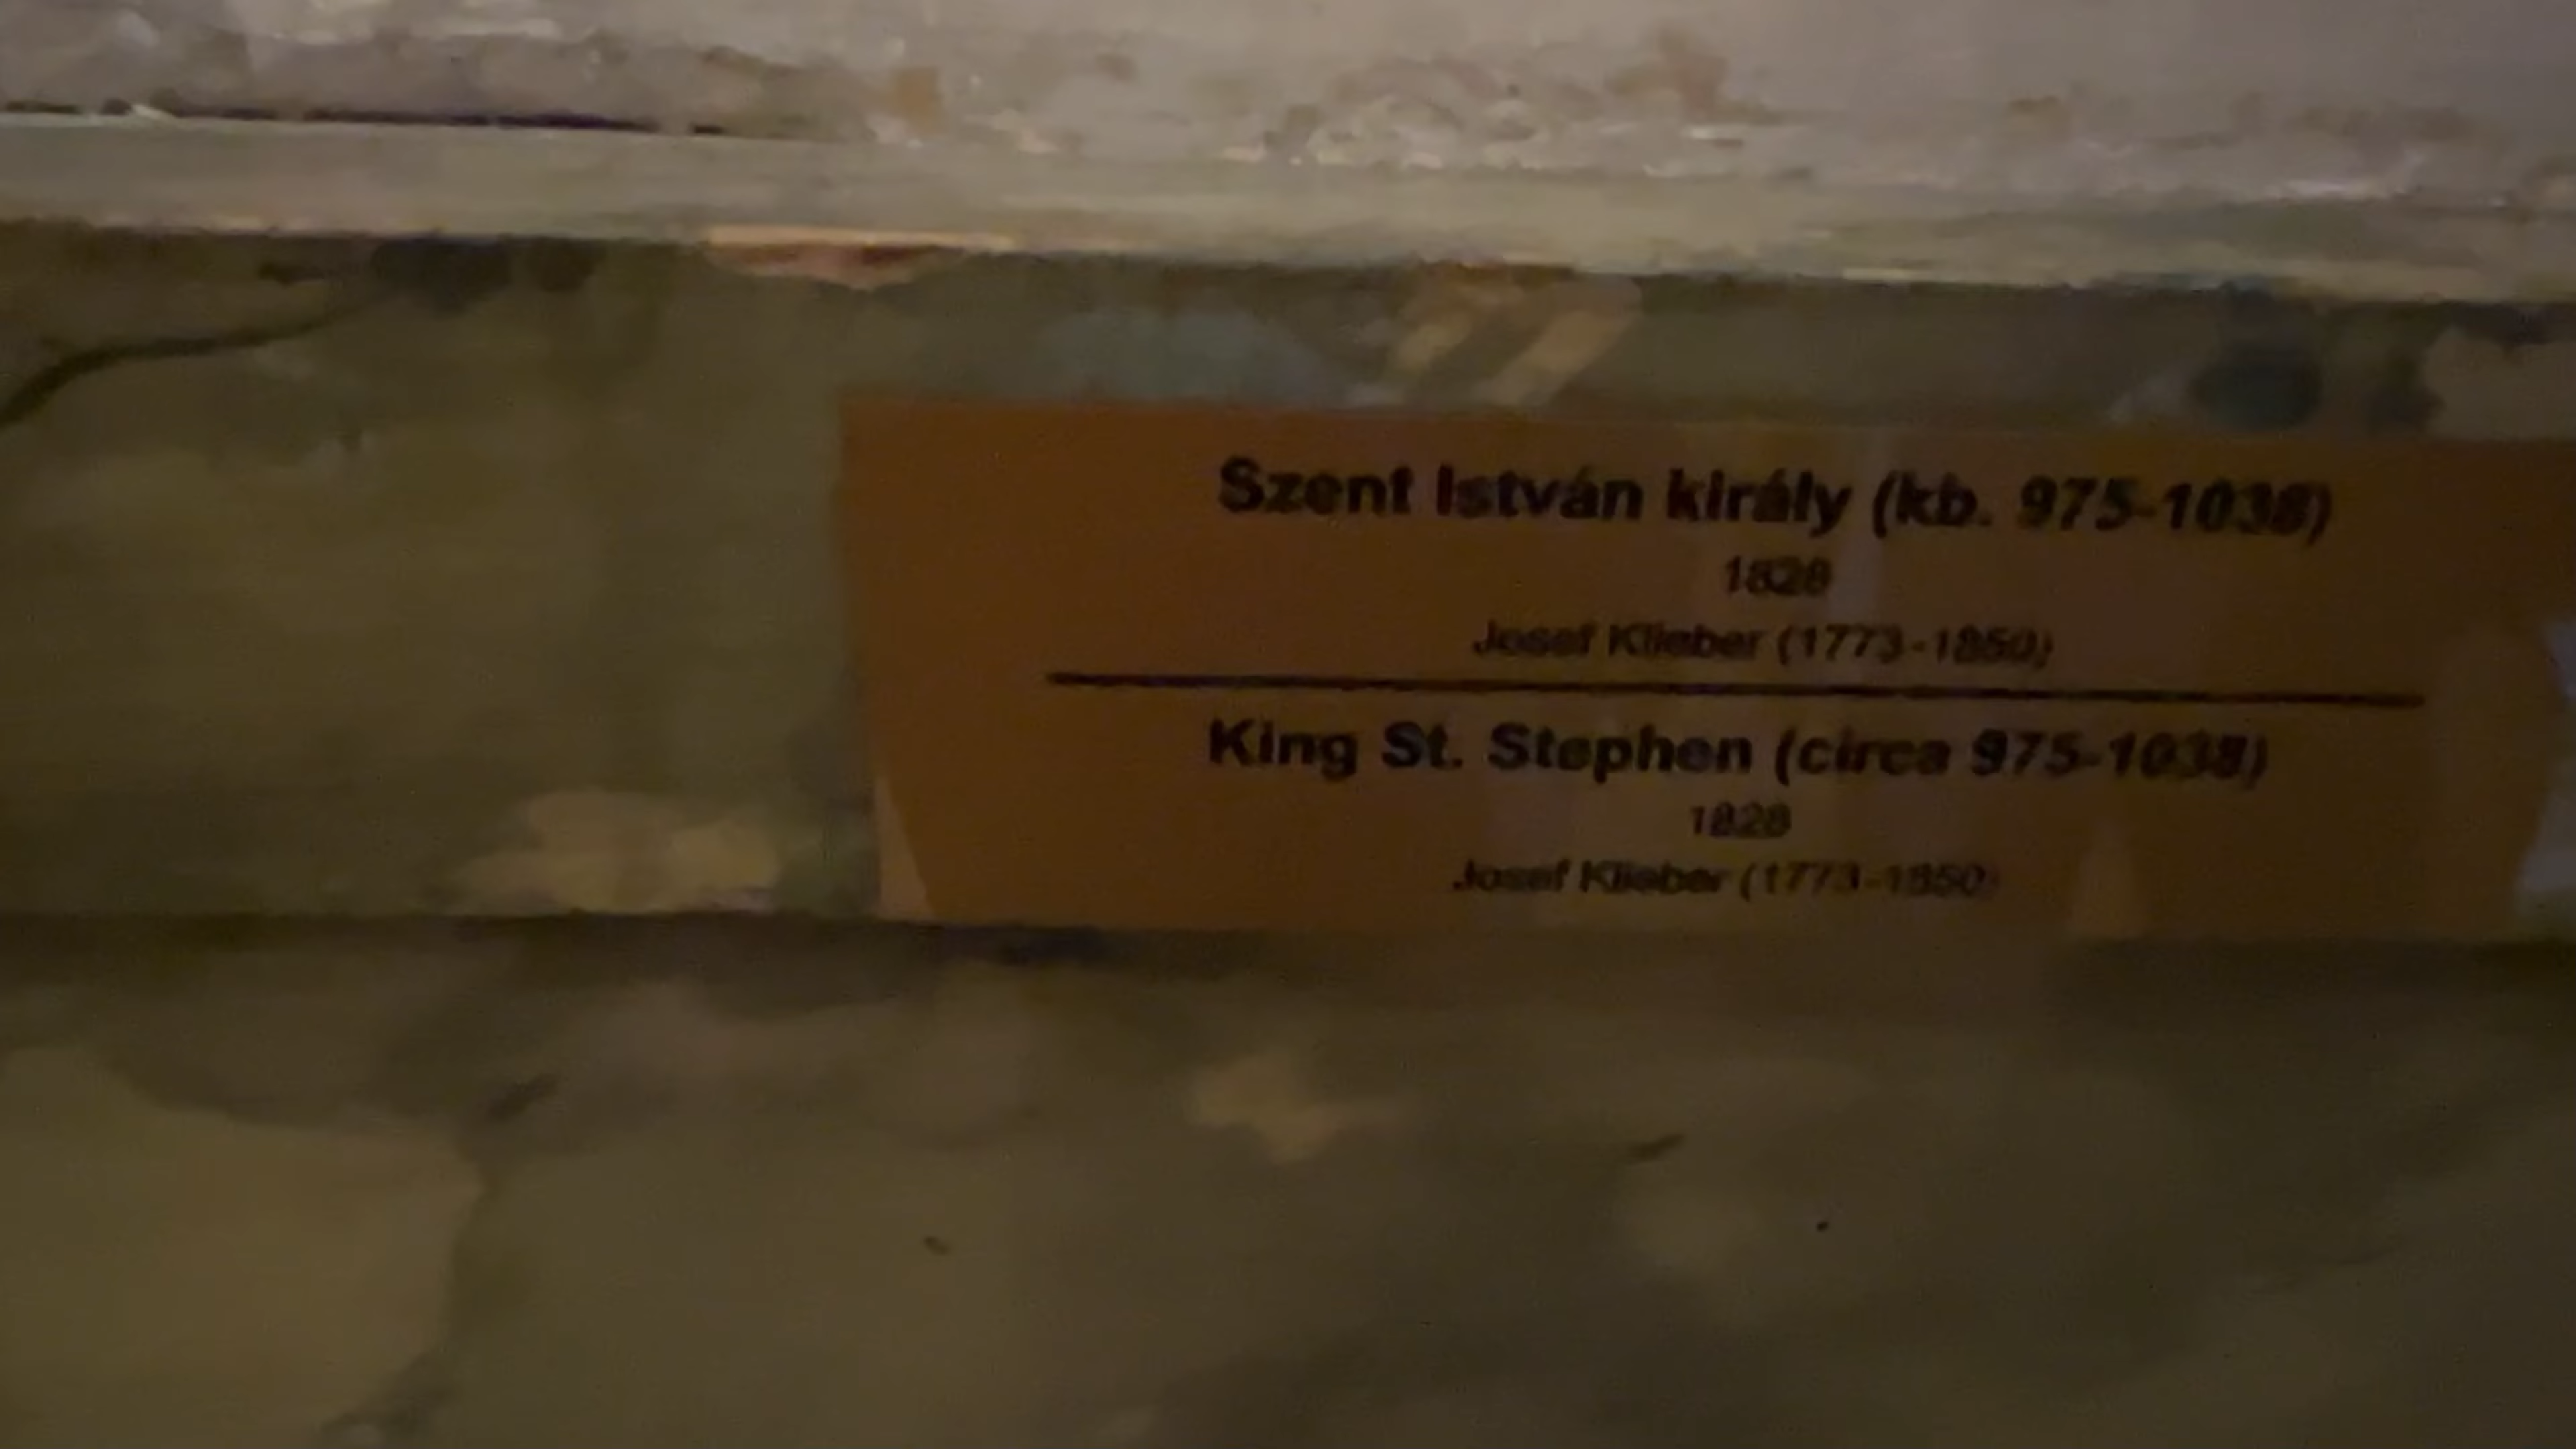 Szent István király (kb. 975-1038)
1828
Josef Klieber (1773-1850)
King St. Stephen (circa 975-1038)
1828
Josef Klieber (1773-1850)